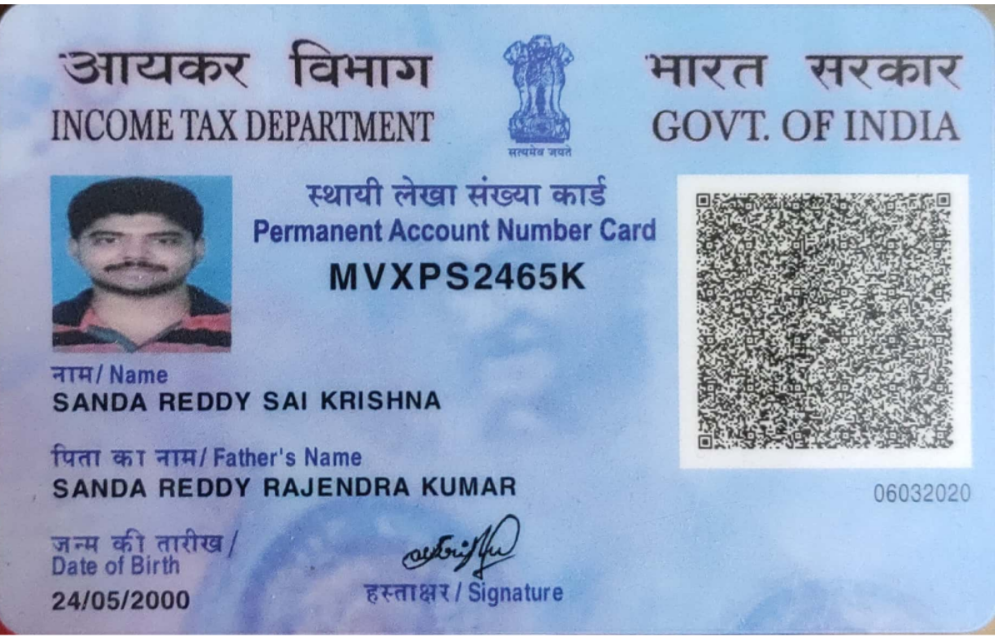 आयकर विभाग
INCOME TAX DEPARTMENT
सत्यमेव जयते
भारत सरकार
GOVT. OF INDIA
स्थायी लेखा संख्या कार्ड
Permanent Account Number Card
MVXPS2465K
नाम/ Name
SANDA REDDY SAI KRISHNA
पिता का नाम/ Father's Name
SANDA REDDY RAJENDRA KUMAR
06032020
जन्म की तारीख/
Date of Birth
24/05/2000
हस्ताक्षर/ Signature